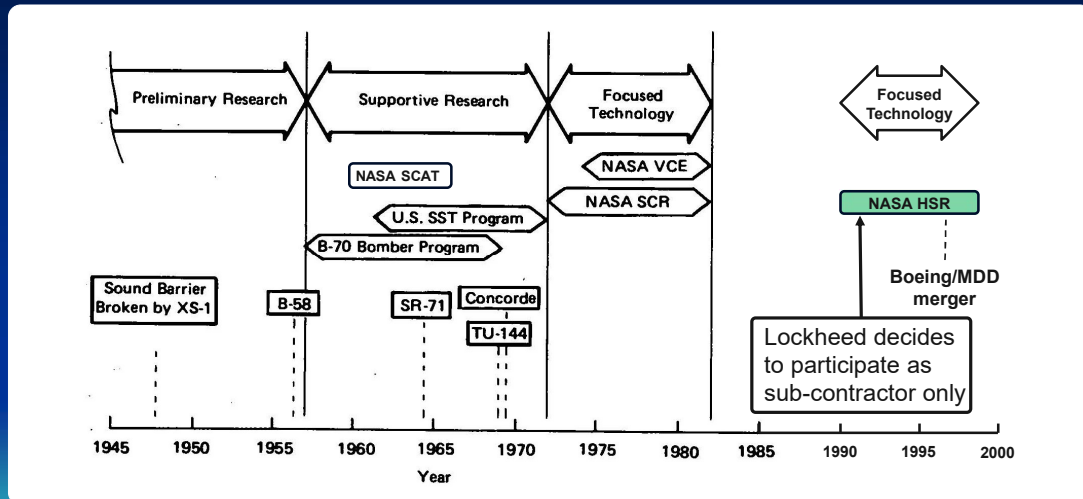 Preliminary Research
Supportive Research
Focused
Technology
Focused
Technology
NASA VCE
NASA SCAT
NASA SCR
NASA HSR
U.S. SST Program
B-70 Bomber Program
Sound Barrier
Broken by XS-1
B-58
SR-71
Concorde
TU-144
Boeing/MDD
merger
Lockheed decides
to participate as
sub-contractor only
1945
1950
1955
1960
1965
1970
1975
1980
1985
1990
1995
2000
Year